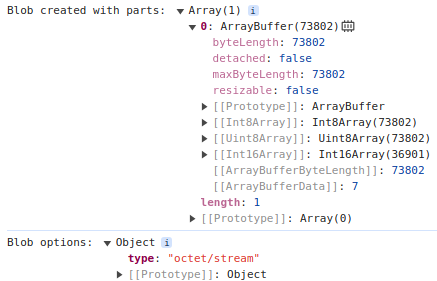 Blob created with parts: ▼ Array(1) i
▼ 0: ArrayBuffer(73802)
byteLength: 73802
detached: false
maxByteLength: 73802
resizable: false
▶ [[Prototype]]: ArrayBuffer
▶ [[Int8Array]]: Int8Array(73802)
▶ [[Uint8Array]]: Uint8Array(73802)
▶ [[Int16Array]]: Int16Array(36901)
[[ArrayBufferByteLength]]: 73802
[[ArrayBufferData]]: 7
length: 1
▶ [[Prototype]]: Array(0)
Blob options: ▼ Object i
type: "octet/stream"
▶ [[Prototype]]: Object